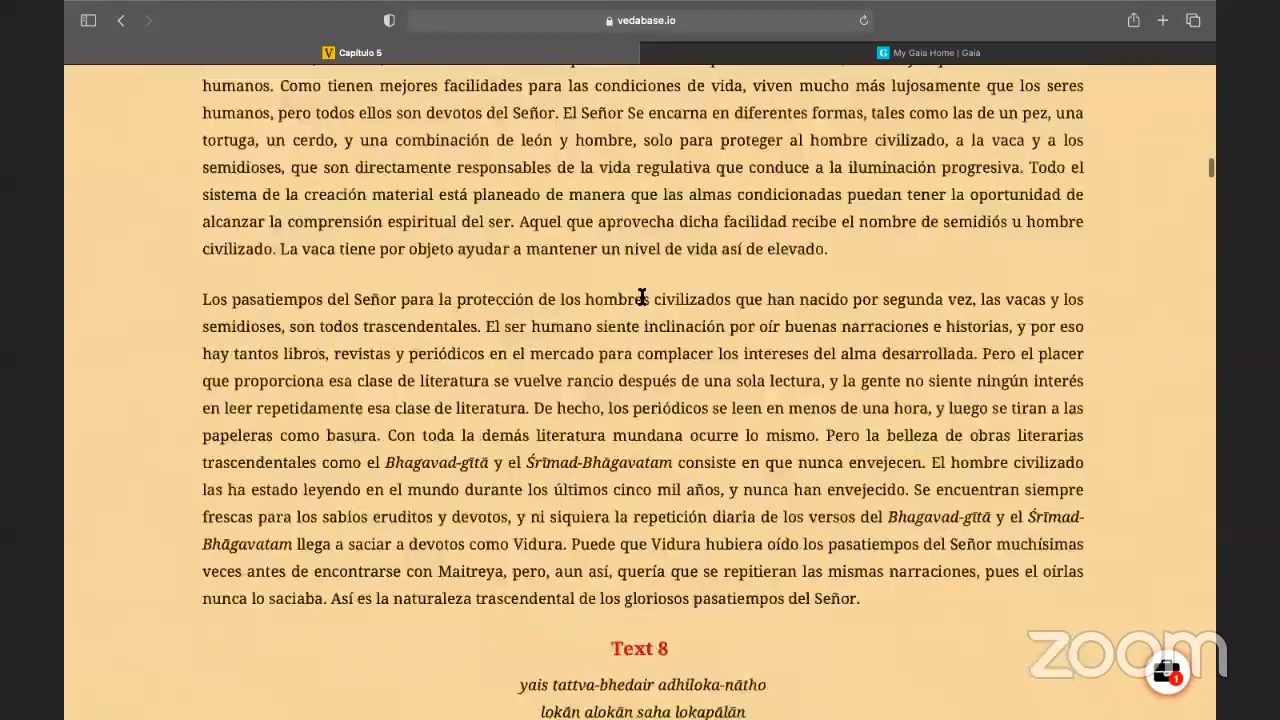 vedabase.io
Capítulo 5
My Gaia Home | Gaia
humanos. Como tienen mejores facilidades para las condiciones de vida, viven mucho más lujosamente que los seres
humanos, pero todos ellos son devotos del Señor. El Señor Se encarna en diferentes formas, tales como las de un pez, una
tortuga, un cerdo, y una combinación de león y hombre, solo para proteger al hombre civilizado, a la vaca y a los
semidioses, que son directamente responsables de la vida regulativa que conduce a la iluminación progresiva. Todo el
sistema de la creación material está planeado de manera que las almas condicionadas puedan tener la oportunidad de
alcanzar la comprensión espiritual del ser. Aquel que aprovecha dicha facilidad recibe el nombre de semidiós u hombre
civilizado. La vaca tiene por objeto ayudar a mantener un nivel de vida así de elevado.
Los pasatiempos del Señor para la protección de los hombres civilizados que han nacido por segunda vez, las vacas y los
semidioses, son todos trascendentales. El ser humano siente inclinación por oír buenas narraciones e historias, y por eso
hay tantos libros, revistas y periódicos en el mercado para complacer los intereses del alma desarrollada. Pero el placer
que proporciona esa clase de literatura se vuelve rancio después de una sola lectura, y la gente no siente ningún interés
en leer repetidamente esa clase de literatura. De hecho, los periódicos se leen en menos de una hora, y luego se tiran a las
papeleras como basura. Con toda la demás literatura mundana ocurre lo mismo. Pero la belleza de obras literarias
trascendentales como el Bhagavad-gītā y el Śrīmad-Bhāgavatam consiste en que nunca envejecen. El hombre civilizado
las ha estado leyendo en el mundo durante los últimos cinco mil años, y nunca han envejecido. Se encuentran siempre
frescas para los sabios eruditos y devotos, y ni siquiera la repetición diaria de los versos del Bhagavad-gītā y el Śrīmad-
Bhāgavatam llega a saciar a devotos como Vidura. Puede que Vidura hubiera oído los pasatiempos del Señor muchísimas
veces antes de encontrarse con Maitreya, pero, aun así, quería que se repitieran las mismas narraciones, pues el oírlas
nunca lo saciaba. Así es la naturaleza trascendental de los gloriosos pasatiempos del Señor.
Text 8
yais tattva-bhedair adhiloka-nātho
lokān alokān saha lokapālān
zoom
1